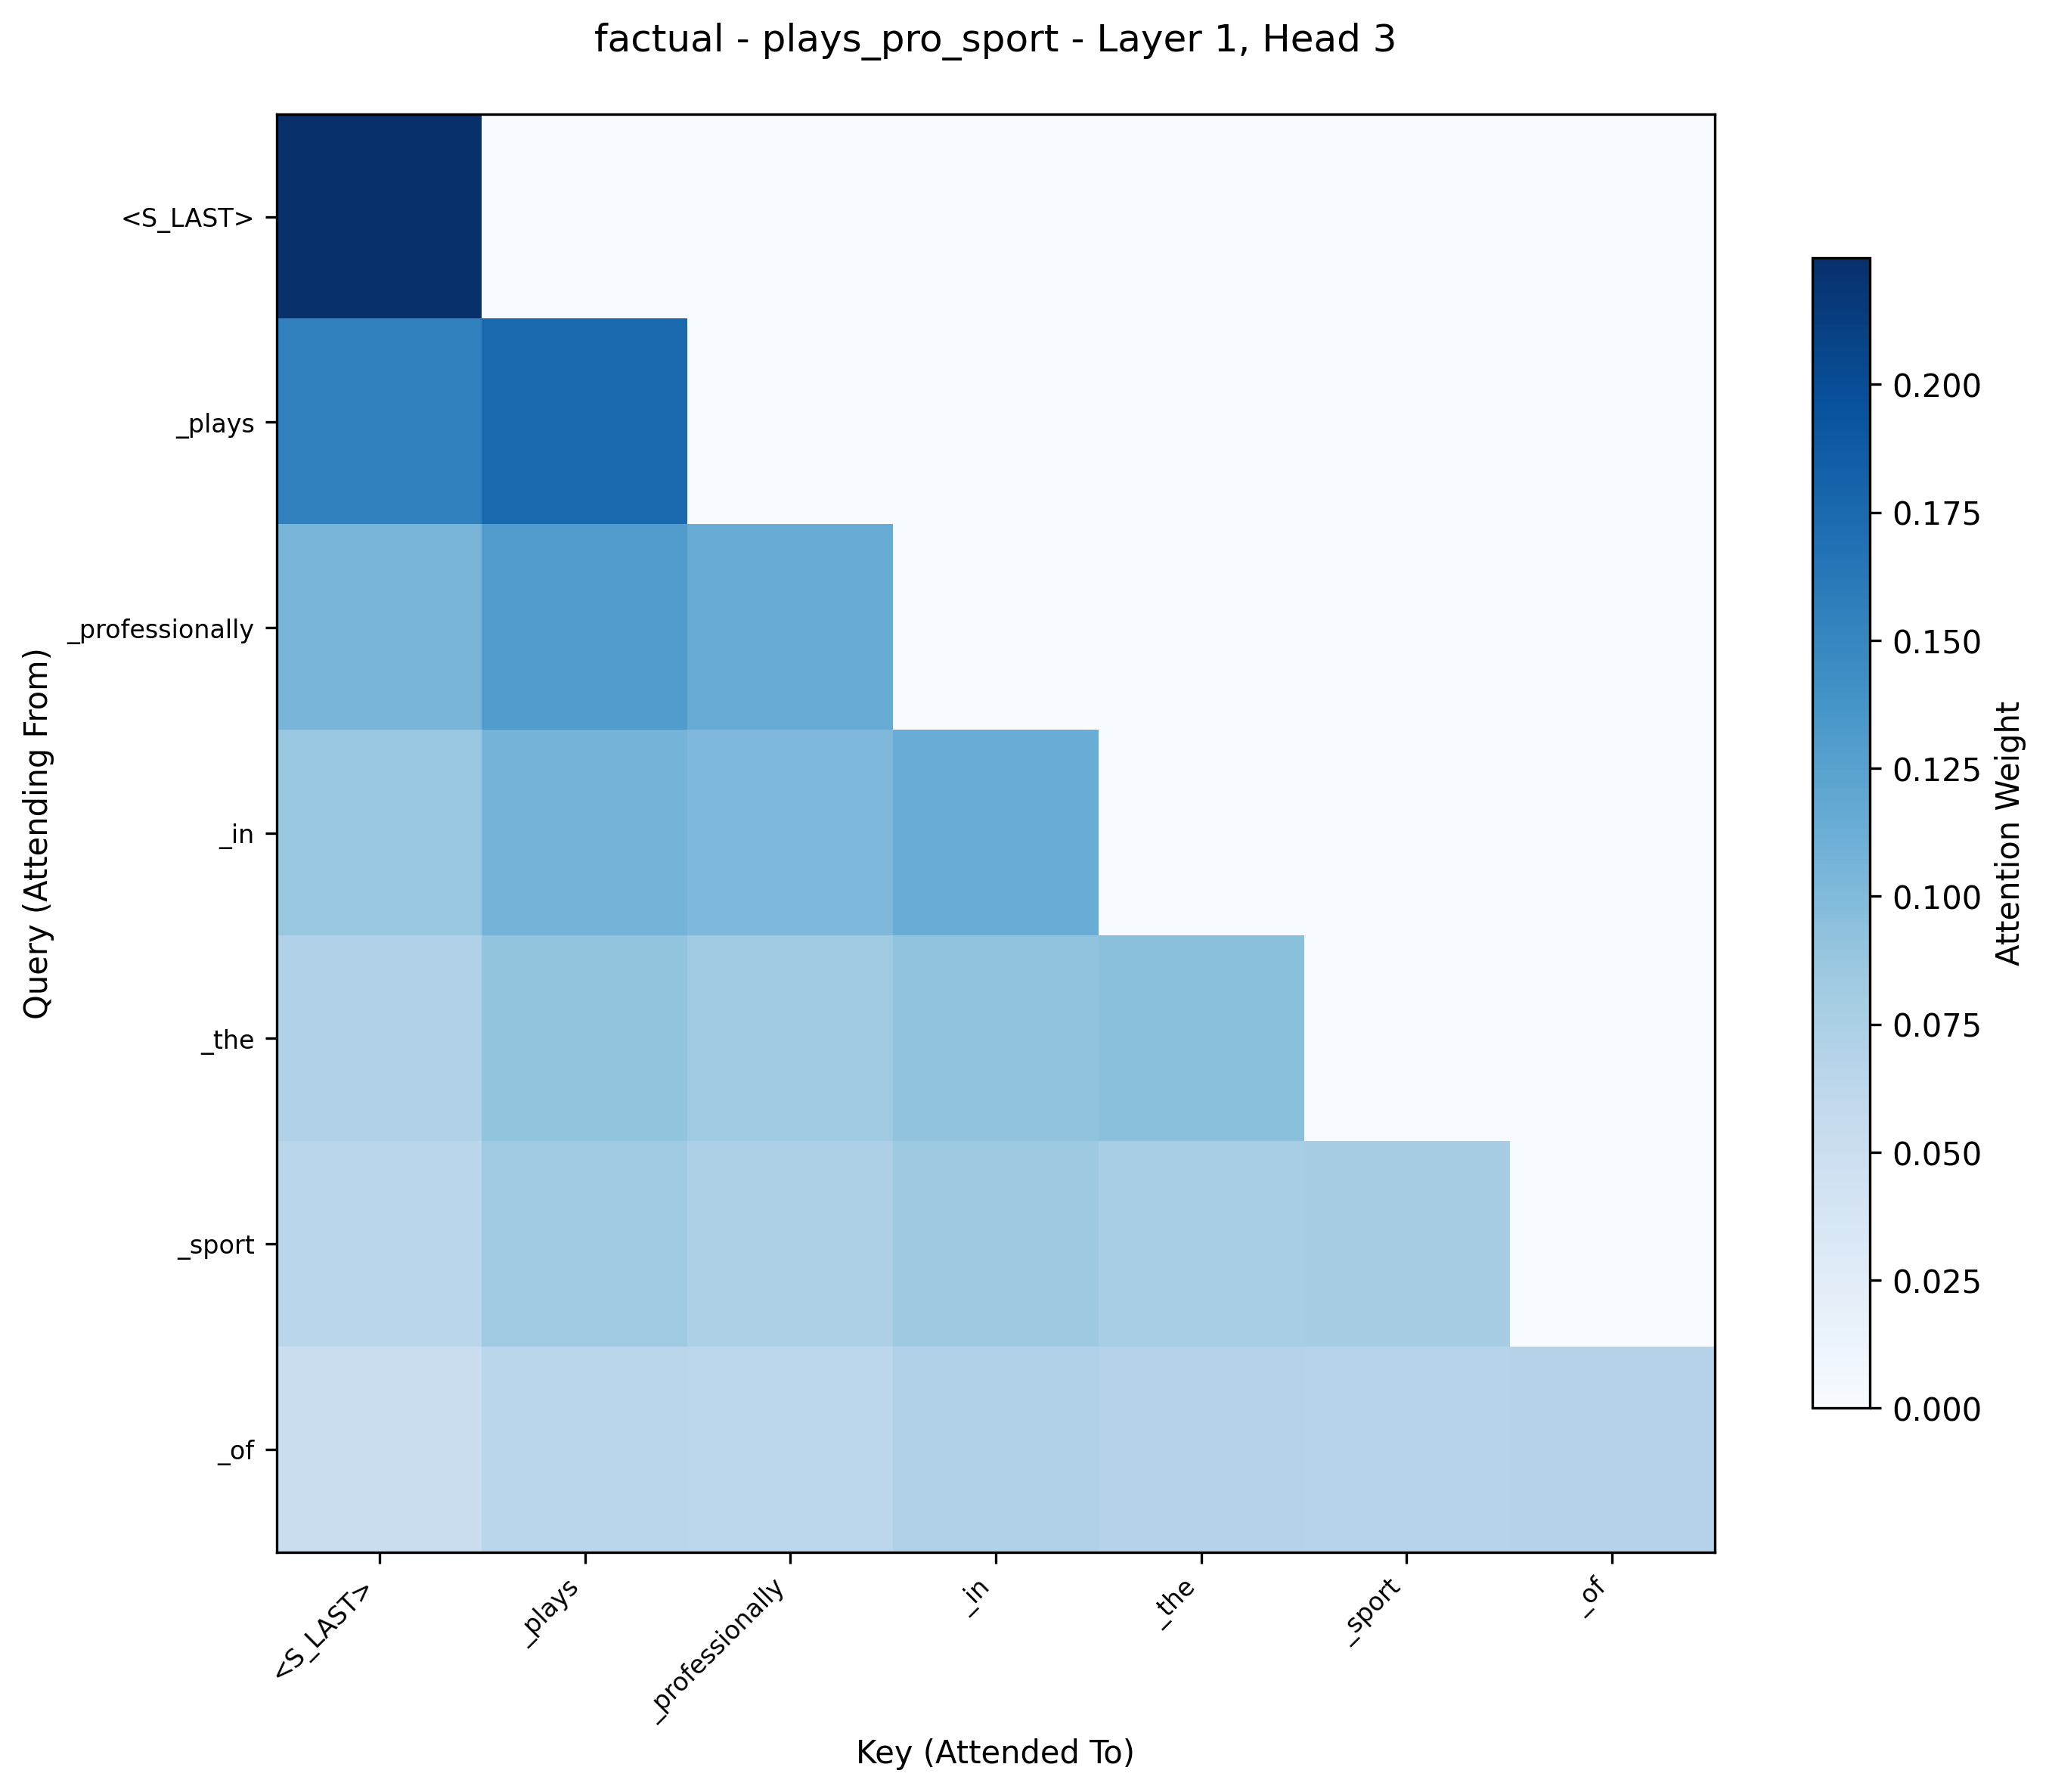 factual - plays_pro_sport - Layer 1, Head 3
Query (Attending From)
<S_LAST>
_plays
_professionally
_in
_the
_sport
_of
<S_LAST>
_plays
_professionally
_in
_the
_sport
_of
Key (Attended To)
0.200
0.175
0.150
0.125
0.100
0.075
0.050
0.025
0.000
Attention Weight